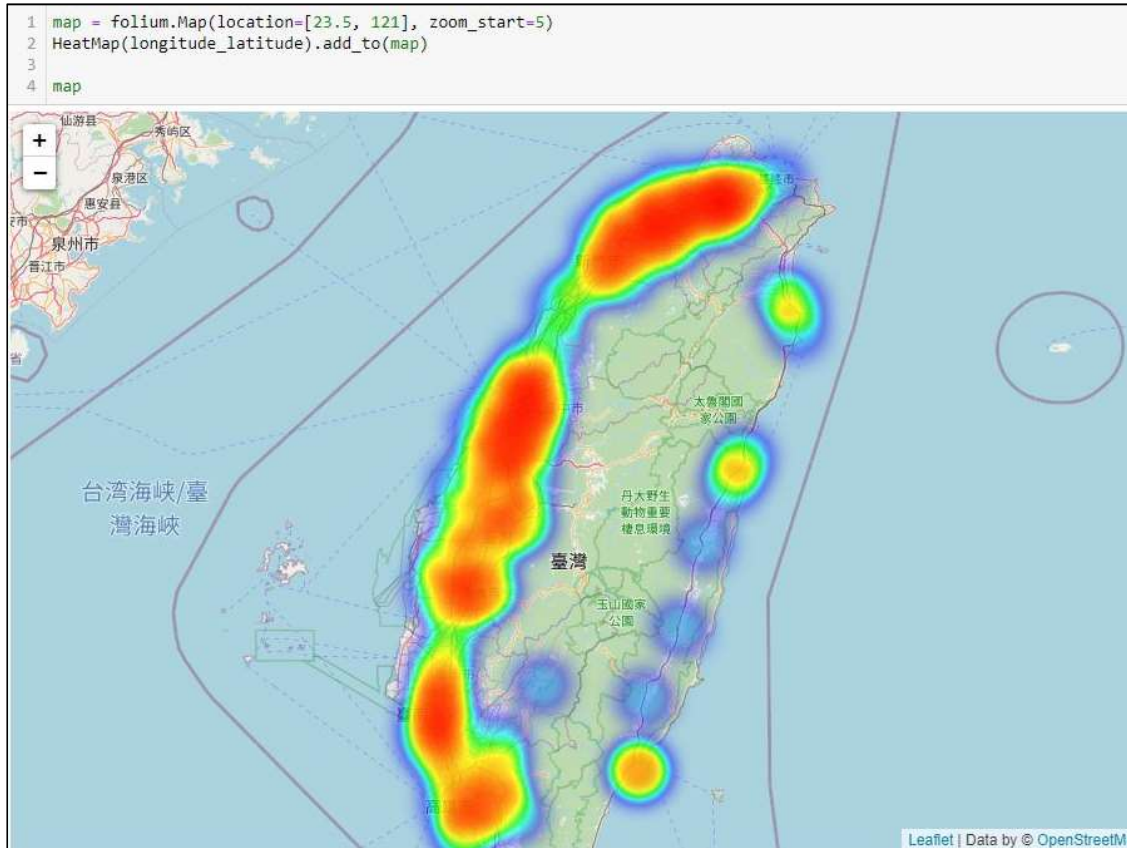 1 map = folium.Map(location=[23.5, 121], zoom_start=5)
2 HeatMap(longitude_latitude).add_to(map)
3
4 map
+
−
仙游县
秀屿区
泉港区
惠安县
安市
泉州市
晋江市
省
台湾海峡/臺
灣海峽
太魯閣國
家公園
丹大野生
動物重要
棲息環境
臺灣
玉山國家
公園
Leaflet | Data by © OpenStreetM